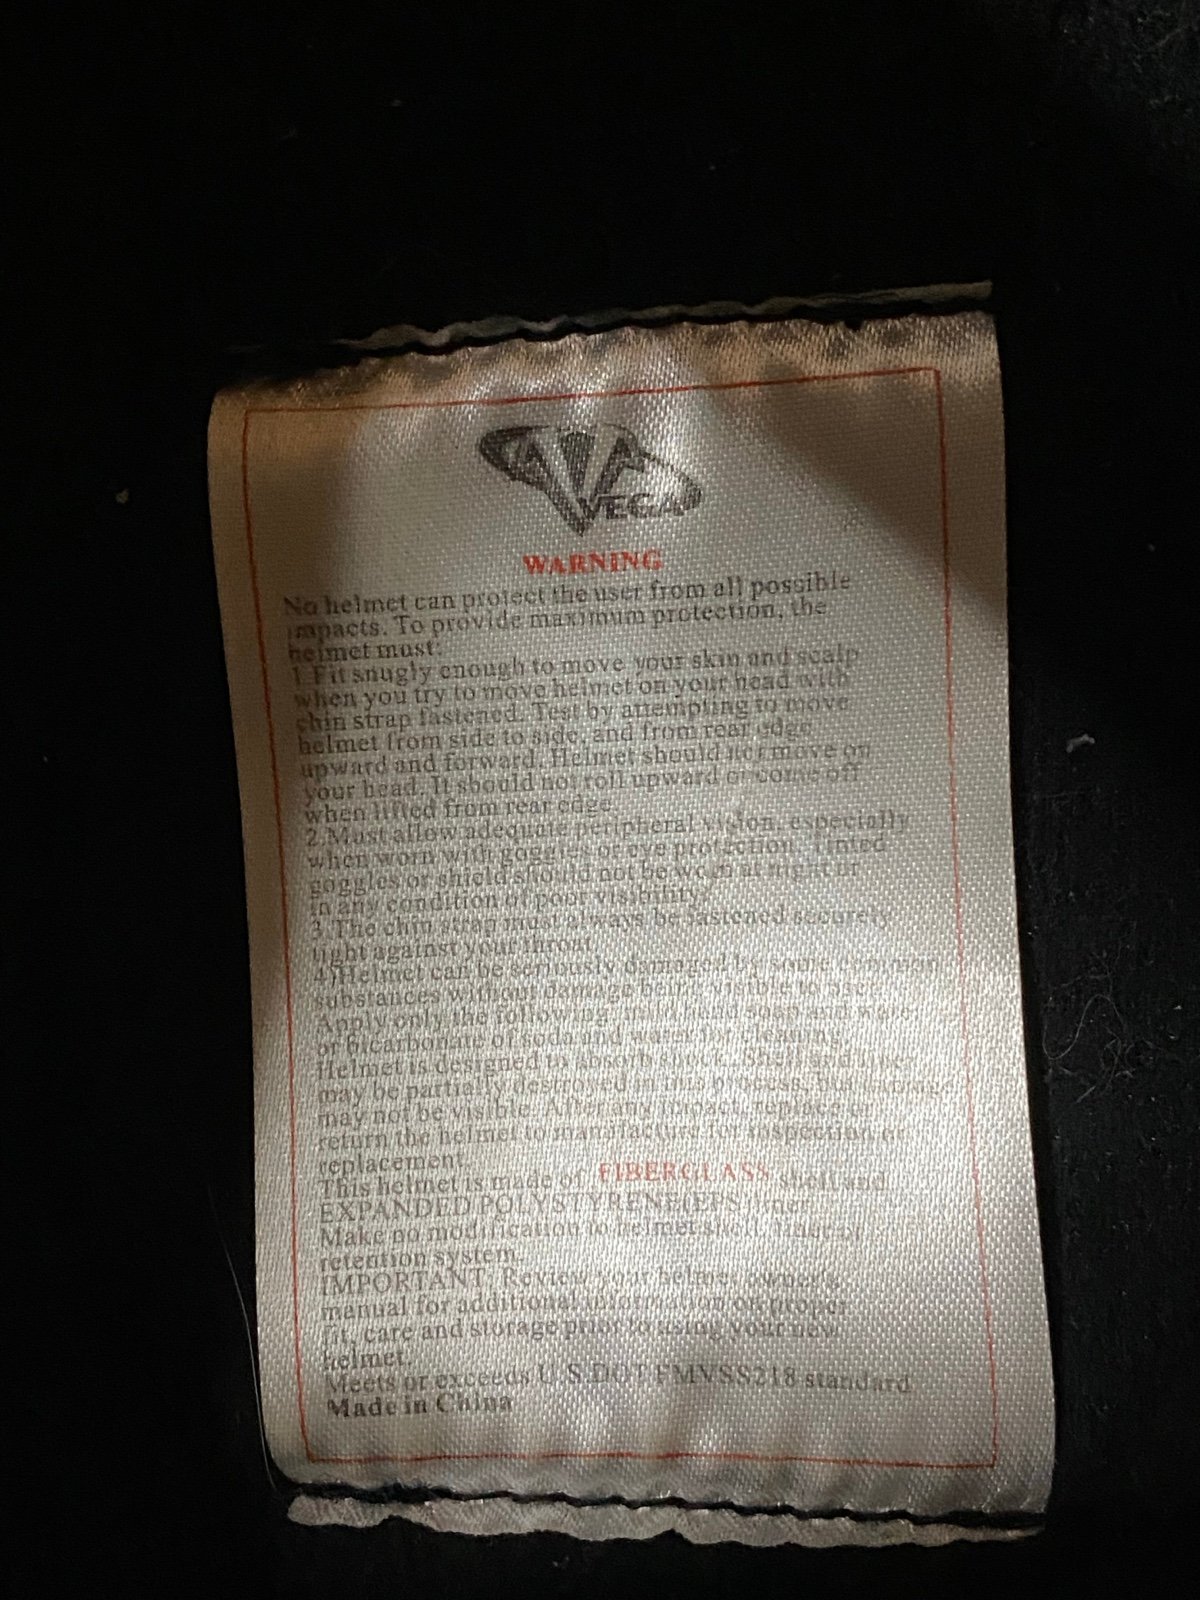 VEGA
WARNING
No helmet can protect the user from all possible
impacts. To provide maximum protection, the
helmet must:
1.Fit snugly enough to move your skin and scalp
when you try to move helmet on your head with
chin strap fastened. Test by attempting to move
helmet from side to side, and from rear edge
upward and forward. Helmet should not move on
your head. It should not roll upward or come off
when lifted from rear edge.
2.Must allow adequate peripheral vision, especially
when worn with goggles or eye protection. Tinted
goggles or shield should not be worn at night or
in any condition of poor visibility.
3.The chin strap must always be fastened securely
tight against your throat.
4)Helmet can be seriously damaged by some common
substances without damage being visible to
Apply only the following: mild hand soap and
or bicarbonate of soda and water for cleaning.
Helmet is designed to absorb shock. Shell and
may be partially destroyed in this process, but damage
may not be visible. After any impact, replace or
return the helmet to manufacture for inspection or
replacement.
This helmet is made of FIBERGLASS shell and
EXPANDED POLYSTYRENE(EPS) liner
Make no modification to helmet shell, liner or
retention system.
IMPORTANT: Review your helmet owner's
manual for additional information on proper
fit, care and storage prior to using your new
helmet.
Meets or exceeds U.S.DOT FMVSS218 standard
Made in China